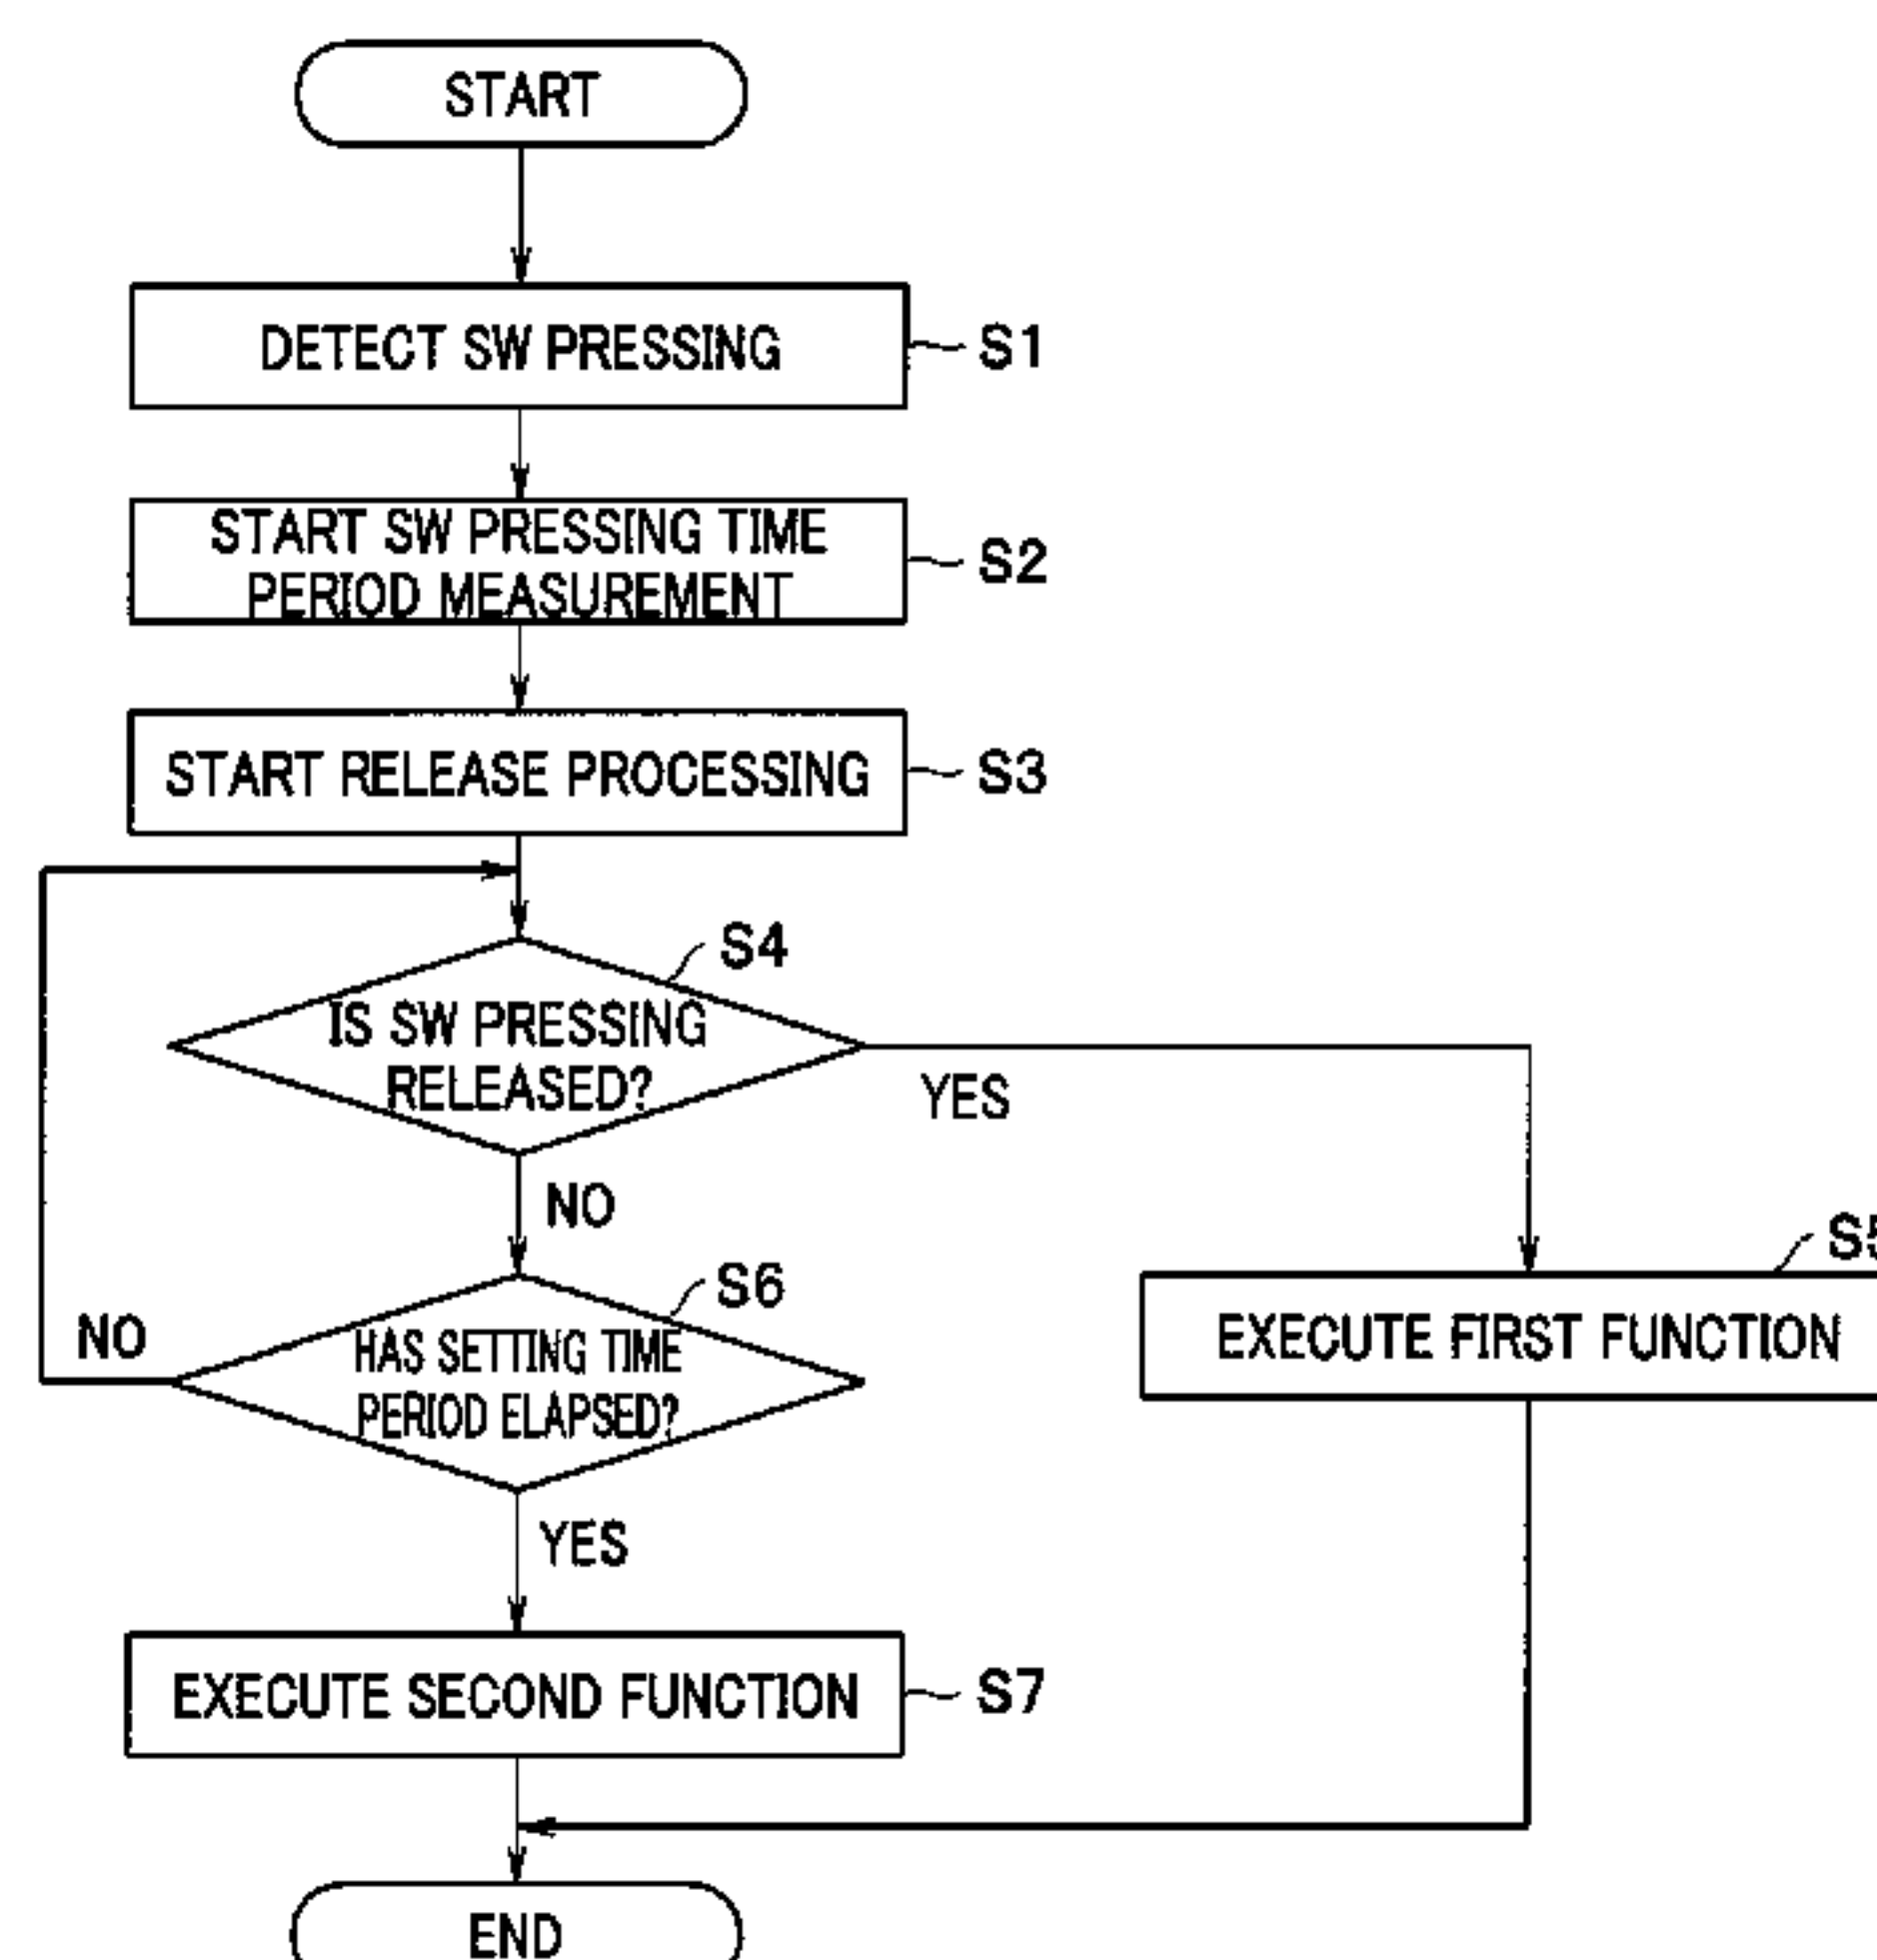 START
DETECT SW PRESSING
S1
START SW PRESSING TIME
PERIOD MEASUREMENT
S2
START RELEASE PROCESSING
S3
S4
IS SW PRESSING
RELEASED?
YES
NO
S5
EXECUTE FIRST FUNCTION
S6
HAS SETTING TIME
PERIOD ELAPSED?
NO
YES
EXECUTE SECOND FUNCTION
S7
END